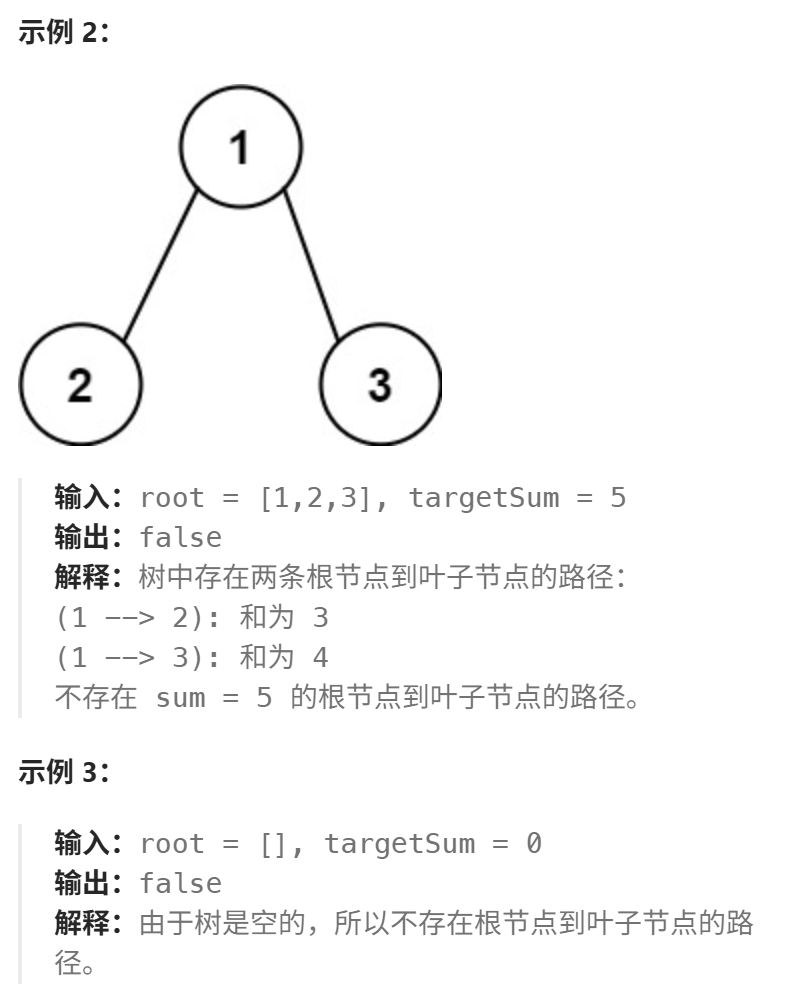 示例 2：
1
2
3
输入：root = [1,2,3], targetSum = 5
输出：false
解释：树中存在两条根节点到叶子节点的路径：
(1 --> 2): 和为 3
(1 --> 3): 和为 4
不存在 sum = 5 的根节点到叶子节点的路径。
示例 3：
输入：root = [], targetSum = 0
输出：false
解释：由于树是空的，所以不存在根节点到叶子节点的路
径。